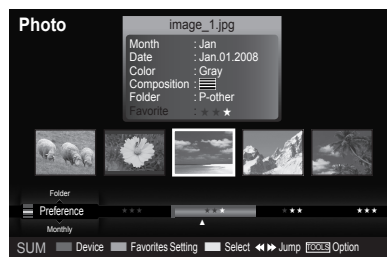 Photo
image_1.jpg
Month : Jan
Date : Jan.01.2008
Color : Gray
Composition :
Folder : P-other
Favorite : ★ ★ ★
Folder
Preference ★★★ ★★★ ★★★ ★★★
Monthly
SUM Device Favorites Setting Select Jump TOOLS Option